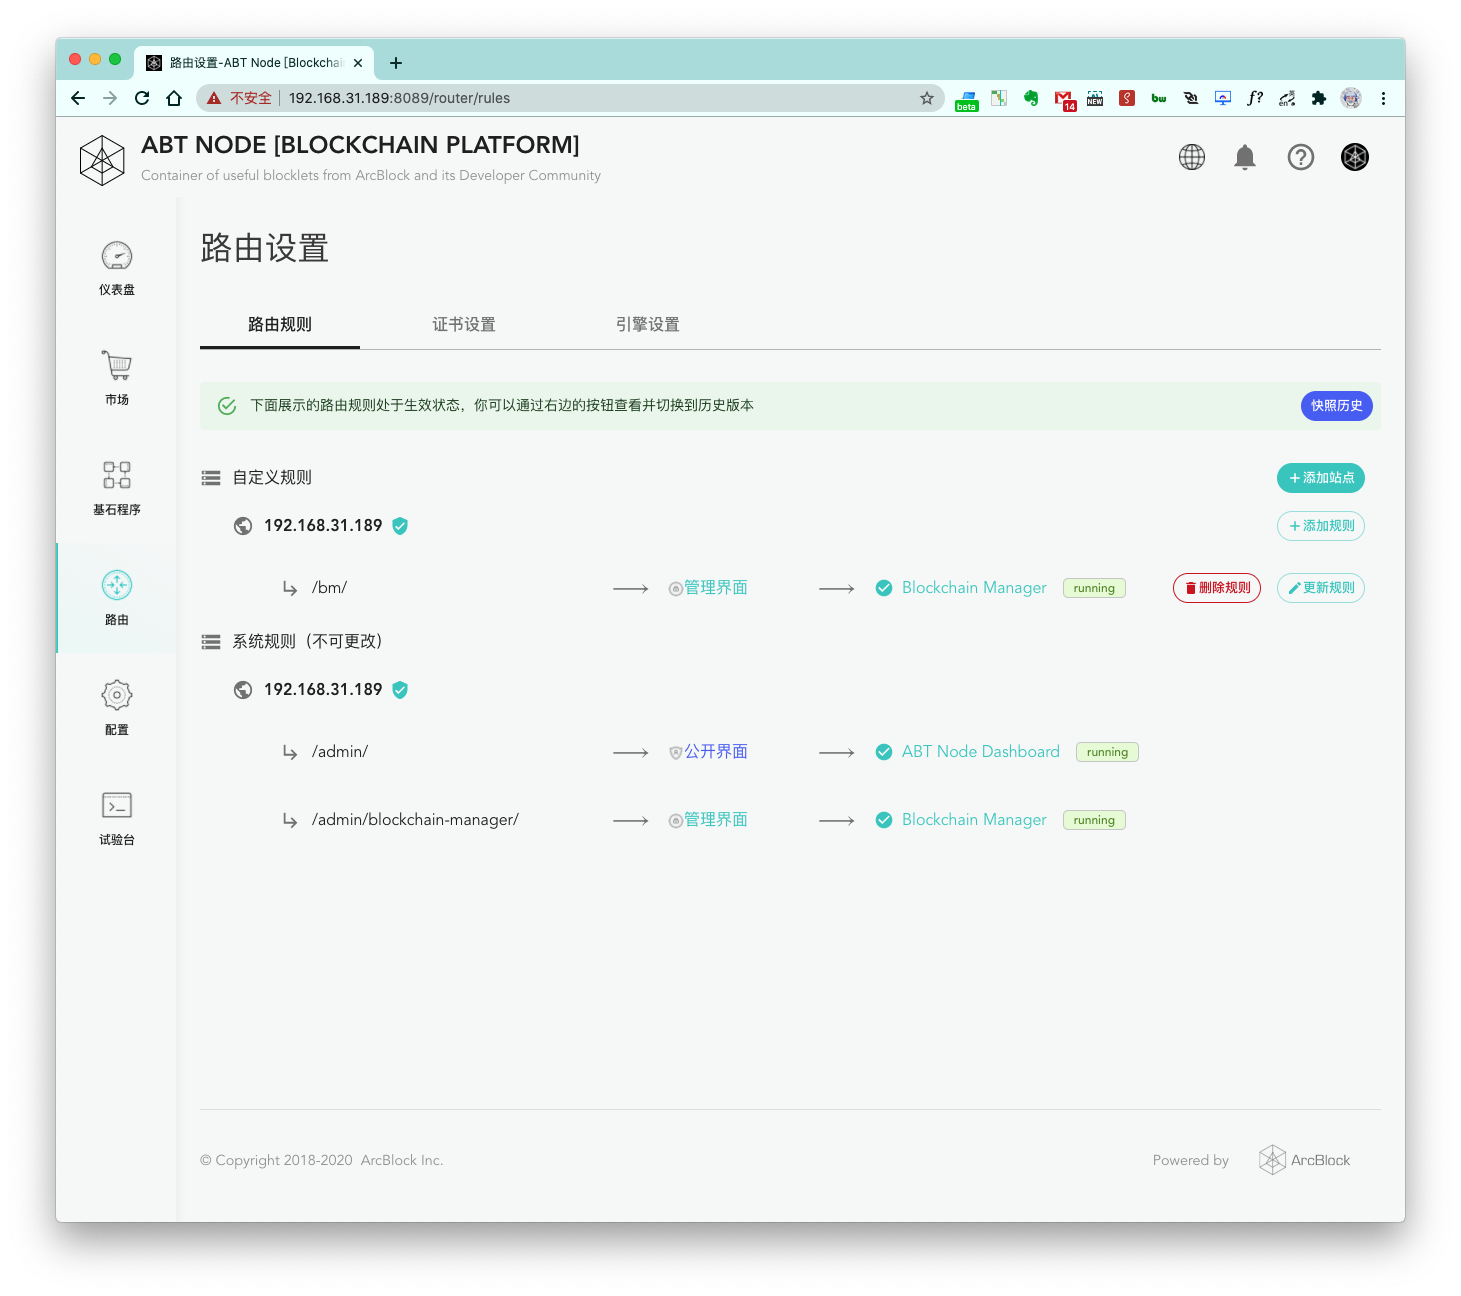 路由设置-ABT Node [Blockchai
不安全 192.168.31.189:8089/router/rules
beta
14
NEW
bw
f?
en
ABT NODE [BLOCKCHAIN PLATFORM]
Container of useful blocklets from ArcBlock and its Developer Community
仪表盘
市场
基石程序
路由
配置
试验台
路由设置
路由规则 证书设置 引擎设置
下面展示的路由规则处于生效状态，你可以通过右边的按钮查看并切换到历史版本 快照历史
自定义规则 +添加站点
192.168.31.189 +添加规则
/bm/ 管理界面 Blockchain Manager running 删除规则 更新规则
系统规则（不可更改）
192.168.31.189
/admin/ 公开界面 ABT Node Dashboard running
/admin/blockchain-manager/ 管理界面 Blockchain Manager running
© Copyright 2018-2020 ArcBlock Inc. Powered by ArcBlock